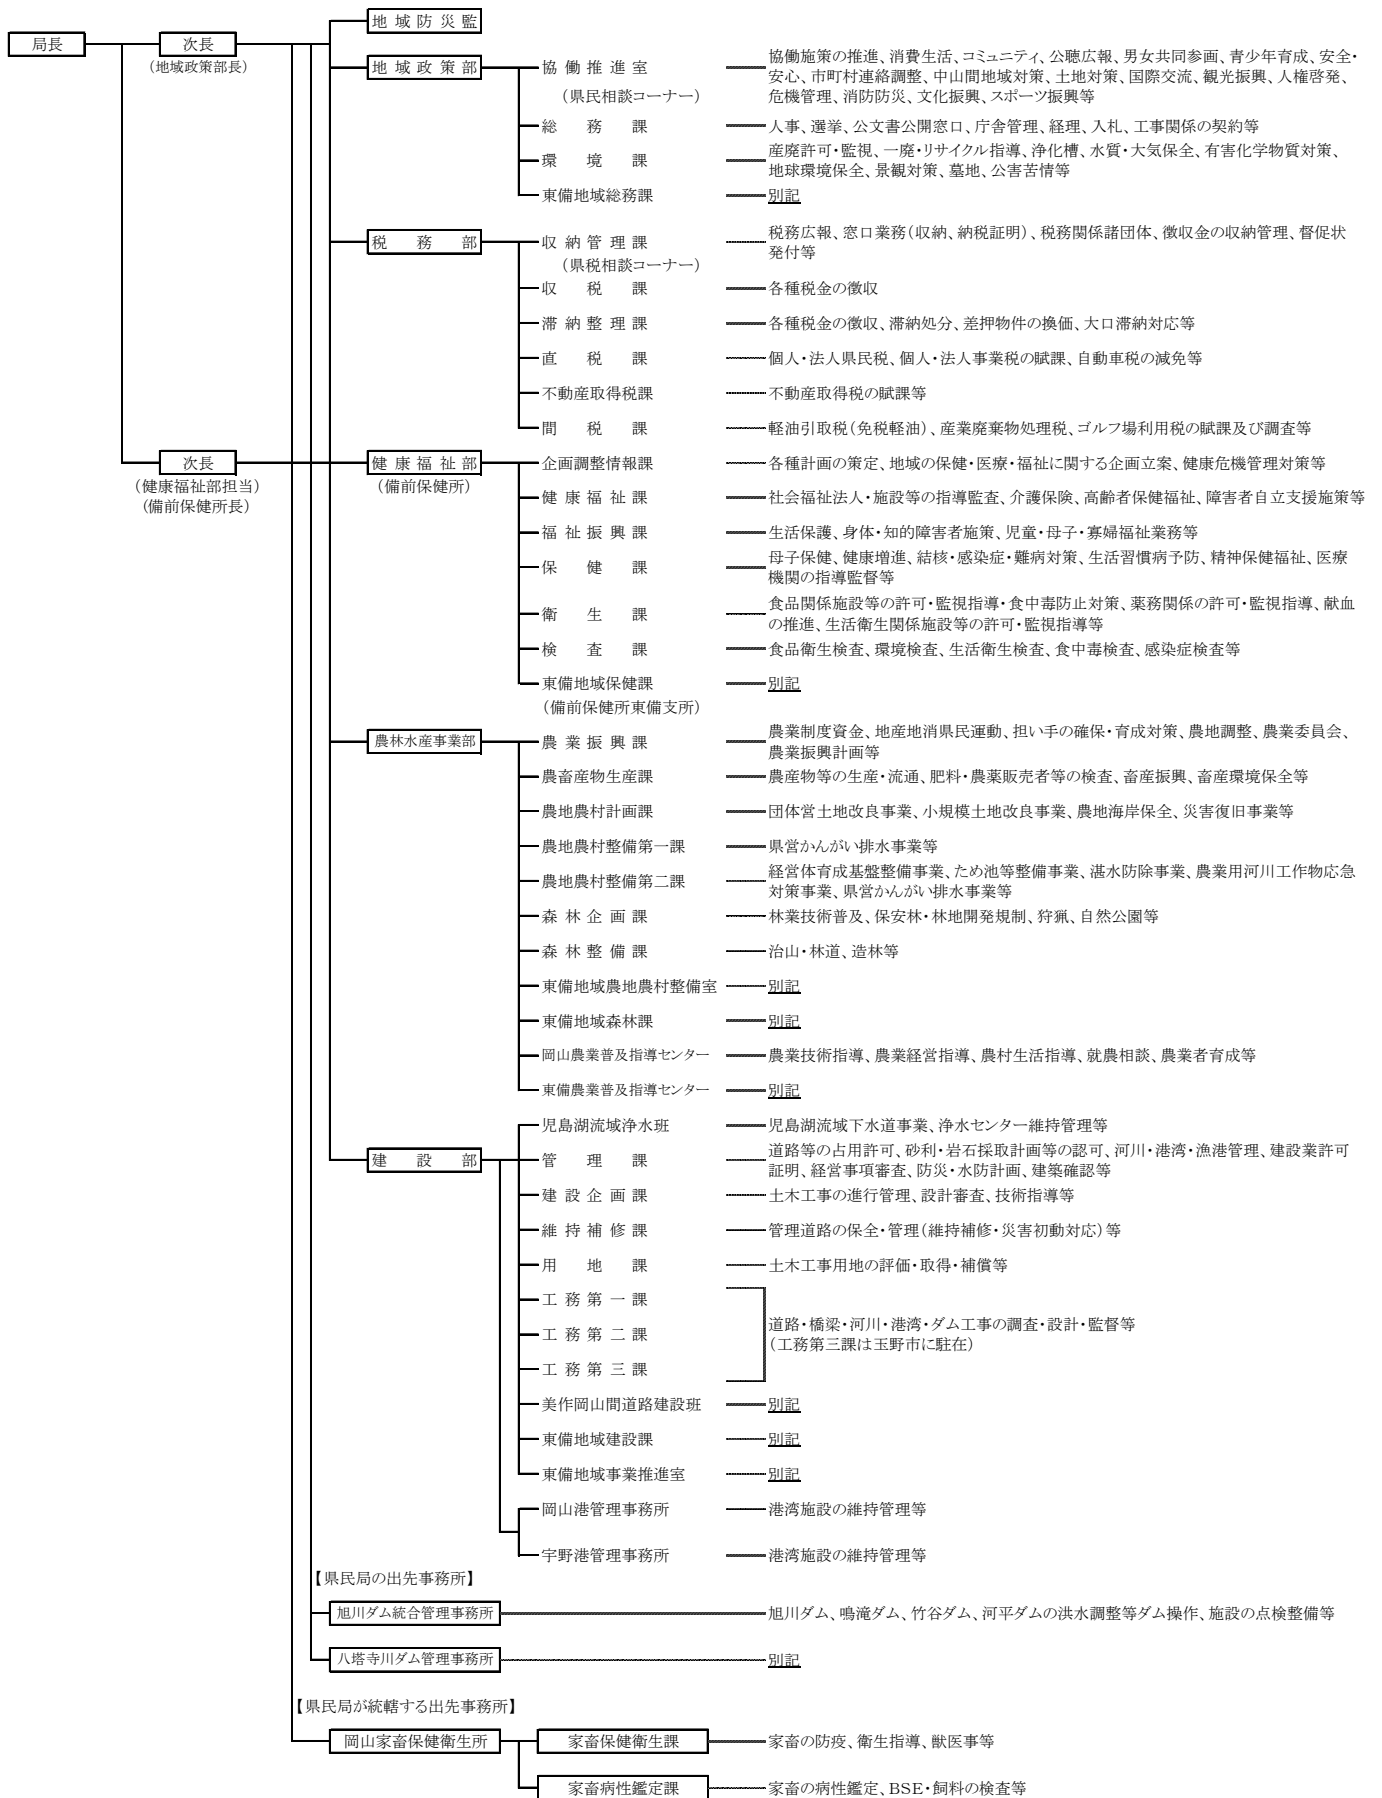 地域防災監
局長
次長
(地域政策部長)
地域政策部
協働推進室
(県民相談コーナー)
協働施策の推進、消費生活、コミュニティ、公聴広報、男女共同参画、青少年育成、安全・
安心、市町村連絡調整、中山間地域対策、土地対策、国際交流、観光振興、人権啓発、
危機管理、消防防災、文化振興、スポーツ振興等
総務課
人事、選挙、公文書公開窓口、庁舎管理、経理、入札、工事関係の契約等
環境課
産廃許可・監視、一廃・リサイクル指導、浄化槽、水質・大気保全、有害化学物質対策、
地球環境保全、景観対策、墓地、公害苦情等
東備地域総務課
別記
税務部
収納管理課
(県税相談コーナー)
税務広報、窓口業務(収納、納税証明)、税務関係諸団体、徴収金の収納管理、督促状
発付等
収税課
各種税金の徴収
滞納整理課
各種税金の徴収、滞納処分、差押物件の換価、大口滞納対応等
直税課
個人・法人県民税、個人・法人事業税の賦課、自動車税の減免等
不動産取得税課
不動産取得税の賦課等
間税課
軽油引取税(免税軽油)、産業廃棄物処理税、ゴルフ場利用税の賦課及び調査等
次長
(健康福祉部担当)
(備前保健所長)
健康福祉部
(備前保健所)
企画調整情報課
各種計画の策定、地域の保健・医療・福祉に関する企画立案、健康危機管理対策等
健康福祉課
社会福祉法人・施設等の指導監査、介護保険、高齢者保健福祉、障害者自立支援施策等
福祉振興課
生活保護、身体・知的障害者施策、児童・母子・寡婦福祉業務等
保健課
母子保健、健康増進、結核・感染症・難病対策、生活習慣病予防、精神保健福祉、医療
機関の指導監督等
衛生課
食品関係施設等の許可・監視指導・食中毒防止対策、薬務関係の許可・監視指導、献血
の推進、生活衛生関係施設等の許可・監視指導等
検査課
食品衛生検査、環境検査、生活衛生検査、食中毒検査、感染症検査等
東備地域保健課
(備前保健所東備支所)
別記
農林水産事業部
農業振興課
農業制度資金、地産地消県民運動、担い手の確保・育成対策、農地調整、農業委員会、
農業振興計画等
農畜産物生産課
農産物等の生産・流通、肥料・農薬販売者等の検査、畜産振興、畜産環境保全等
農地農村計画課
団体営土地改良事業、小規模土地改良事業、農地海岸保全、災害復旧事業等
農地農村整備第一課
県営かんがい排水事業等
農地農村整備第二課
経営体育成基盤整備事業、ため池等整備事業、湛水防除事業、農業用河川工作物応急
対策事業、県営かんがい排水事業等
森林企画課
林業技術普及、保安林・林地開発規制、狩猟、自然公園等
森林整備課
治山・林道、造林等
東備地域農地農村整備室
別記
東備地域森林課
別記
岡山農業普及指導センター
農業技術指導、農業経営指導、農村生活指導、就農相談、農業者育成等
東備農業普及指導センター
別記
児島湖流域浄水班
児島湖流域下水道事業、浄水センター維持管理等
建設部
管理課
道路等の占用許可、砂利・岩石採取計画等の認可、河川・港湾・漁港管理、建設業許可
証明、経営事項審査、防災・水防計画、建築確認等
建設企画課
土木工事の進行管理、設計審査、技術指導等
維持補修課
管理道路の保全・管理(維持補修・災害初動対応)等
用地課
土木工事用地の評価・取得・補償等
工務第一課
工務第二課
工務第三課
道路・橋梁・河川・港湾・ダム工事の調査・設計・監督等
(工務第三課は玉野市に駐在)
美作岡山間道路建設班
別記
東備地域建設課
別記
東備地域事業推進室
別記
岡山港管理事務所
港湾施設の維持管理等
宇野港管理事務所
港湾施設の維持管理等
【県民局の出先事務所】
旭川ダム統合管理事務所
旭川ダム、鳴滝ダム、竹谷ダム、河平ダムの洪水調整等ダム操作、施設の点検整備等
八塔寺川ダム管理事務所
別記
【県民局が統轄する出先事務所】
岡山家畜保健衛生所
家畜保健衛生課
家畜の防疫、衛生指導、獣医事等
家畜病性鑑定課
家畜の病性鑑定、BSE・飼料の検査等